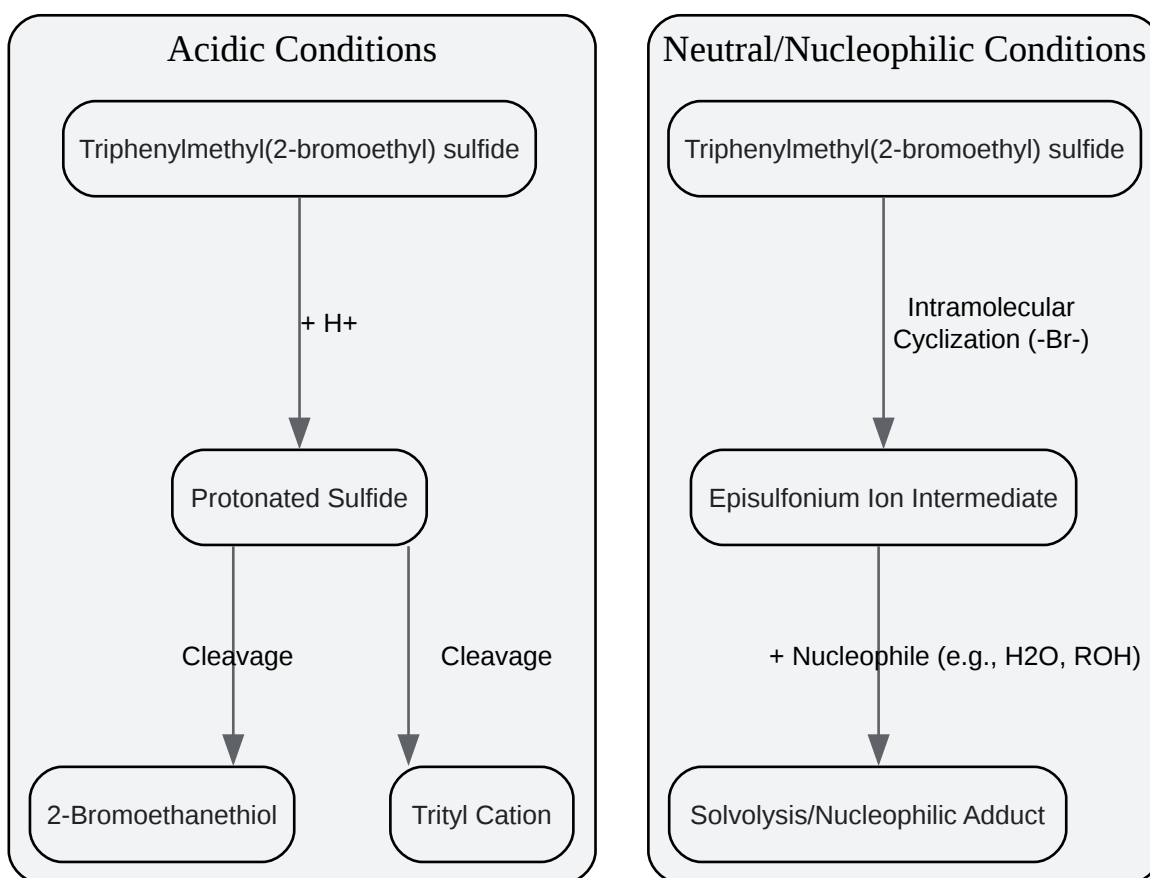 Acidic Conditions
Triphenylmethyl(2-bromoethyl) sulfide
+ H+
Protonated Sulfide
Cleavage
Cleavage
2-Bromoethanethiol
Trityl Cation
Neutral/Nucleophilic Conditions
Triphenylmethyl(2-bromoethyl) sulfide
Intramolecular
Cyclization (-Br-)
Episulfonium Ion Intermediate
+ Nucleophile (e.g., H2O, ROH)
Solvolysis/Nucleophilic Adduct